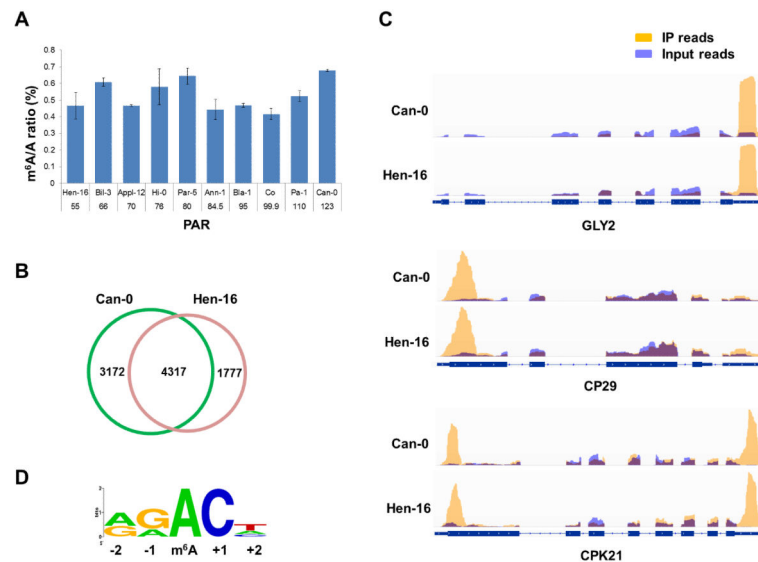 A
m⁶A/A ratio (%)
0.8
0.7
0.6
0.5
0.4
0.3
0.2
0.1
0
Hen-16 Bil-3 Appl-12 Hi-0 Par-5 Ann-1 Bla-1 Co Pa-1 Can-0
55 66 70 76 80 84.5 95 99.9 110 123
PAR
B
Can-0 Hen-16
3172 4317 1777
D
2
1
0
A G G A A C T A
-2 -1 m⁶A +1 +2
C
IP reads
Input reads
Can-0
Hen-16
GLY2
Can-0
Hen-16
CP29
Can-0
Hen-16
CPK21